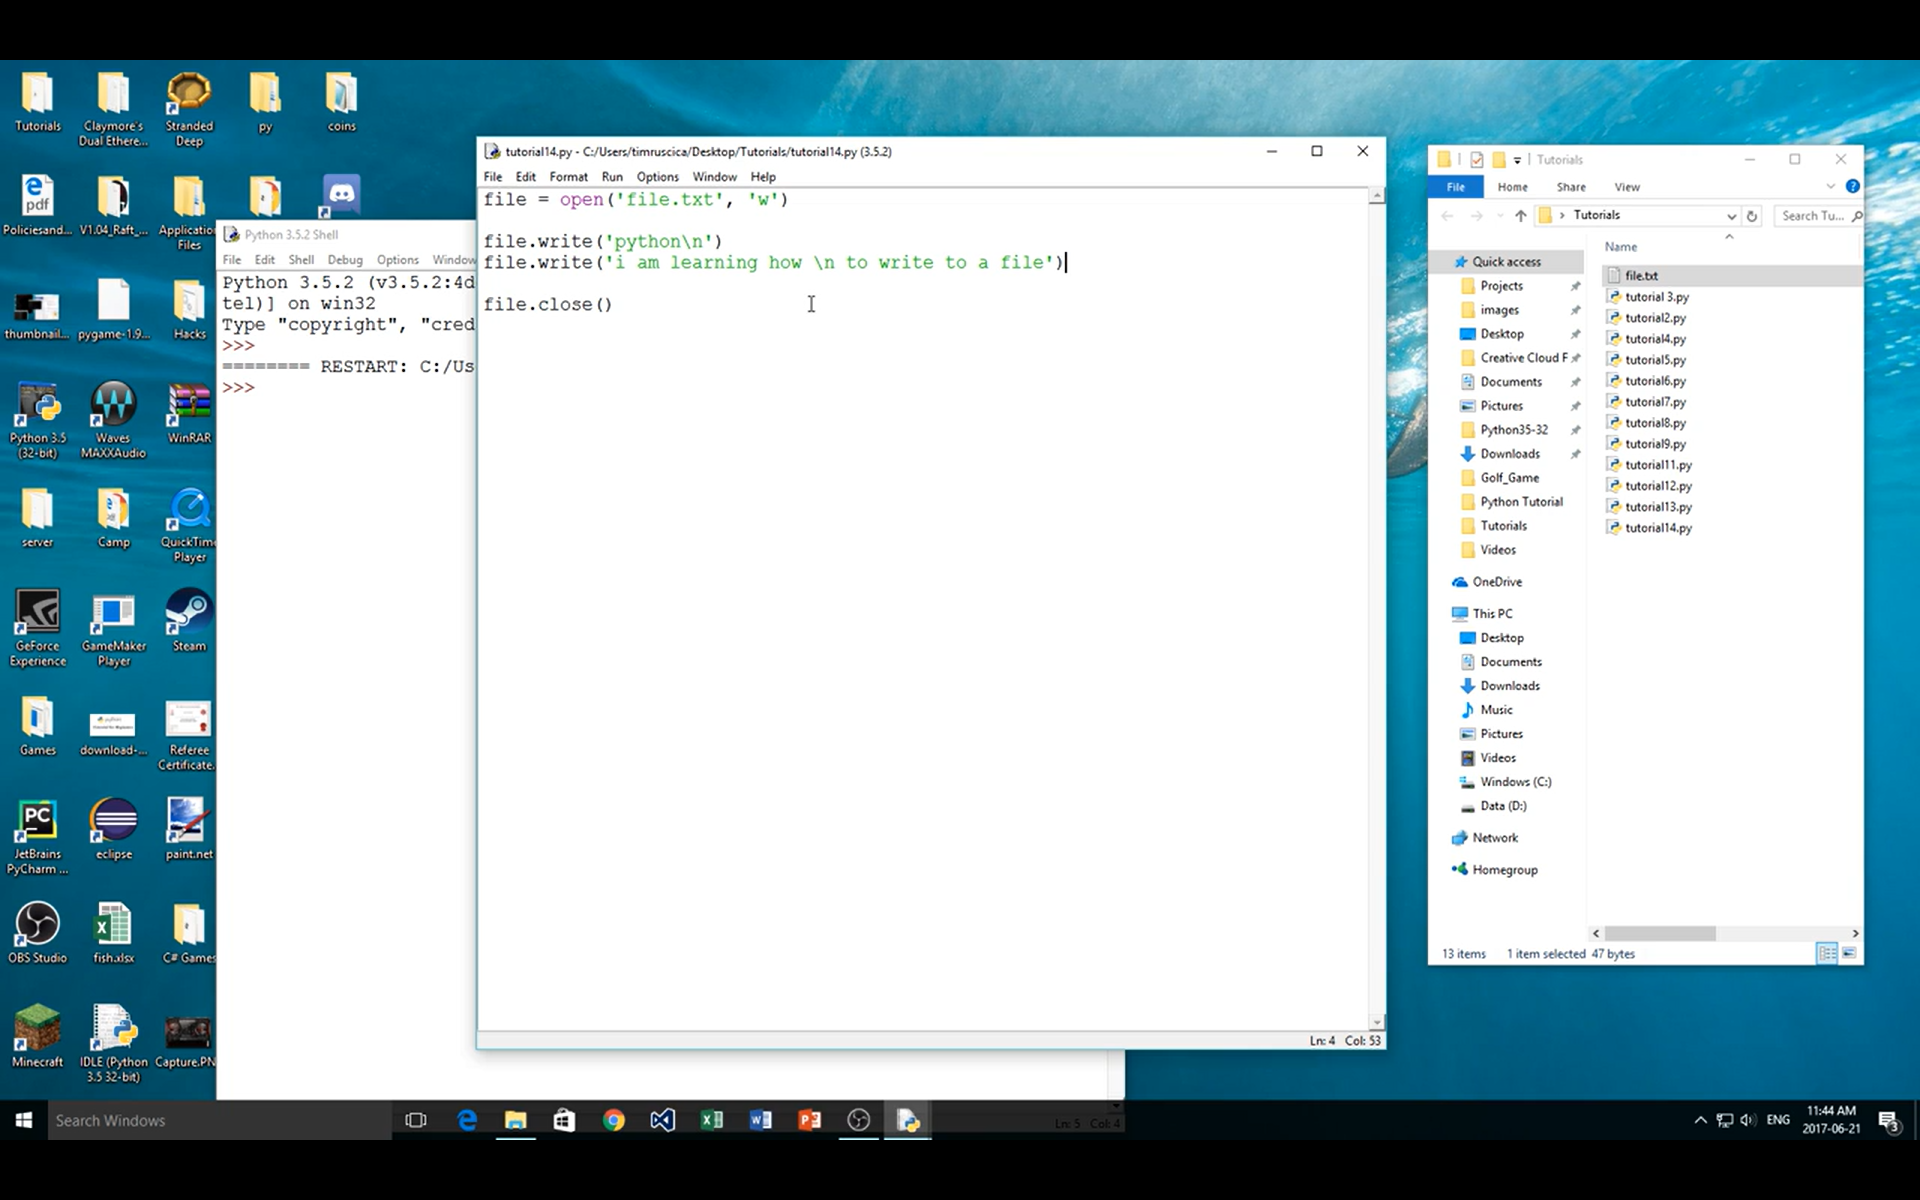 Tutorials
Claymore's
Dual Ethere...
Stranded
Deep
py
coins
Policiesand...
V1.04_Raft_...
Application
Files
thumbnail...
pygame-1.9...
Hacks
Python 3.5
(32-bit)
Waves
MAXXAudio
WinRAR
server
Camp
QuickTime
Player
GeForce
Experience
GameMaker
Player
Steam
Games
download-...
Referee
Certificate.
JetBrains
PyCharm ...
eclipse
paint.net
OBS Studio
fish.xlsx
C# Games
Minecraft
IDLE (Python
3.5 32-bit)
Capture.PN
Python 3.5.2 Shell
File Edit Shell Debug Options Window
Python 3.5.2 (v3.5.2:4d
tel)] on win32
Type "copyright", "cred
>>>
======== RESTART: C:/Us
>>>
Ln: 5 Col: 4
tutorial14.py - C:/Users/timruscica/Desktop/Tutorials/tutorial14.py (3.5.2)
File Edit Format Run Options Window Help
file = open('file.txt', 'w')
file.write('python\n')
file.write('i am learning how \n to write to a file')
file.close()
Ln: 4 Col: 53
Tutorials
File Home Share View
Tutorials
Search Tu...
Quick access
Projects
images
Desktop
Creative Cloud F
Documents
Pictures
Python35-32
Downloads
Golf_Game
Python Tutorial
Tutorials
Videos
OneDrive
This PC
Desktop
Documents
Downloads
Music
Pictures
Videos
Windows (C:)
Data (D:)
Network
Homegroup
Name
file.txt
tutorial 3.py
tutorial2.py
tutorial4.py
tutorial5.py
tutorial6.py
tutorial7.py
tutorial8.py
tutorial9.py
tutorial11.py
tutorial12.py
tutorial13.py
tutorial14.py
13 items 1 item selected 47 bytes
Search Windows
ENG
11:44 AM
2017-06-21
3